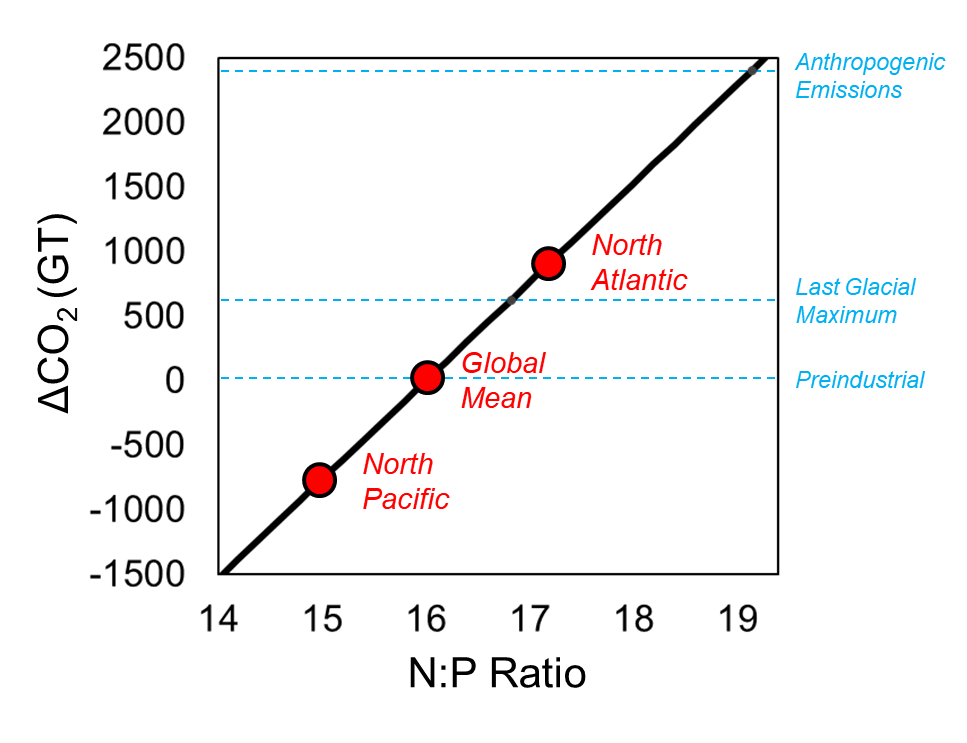 2500
2000
1500
1000
500
0
-500
-1000
-1500
ΔCO₂ (GT)
14 15 16 17 18 19
N:P Ratio
Anthropogenic
Emissions
North
Atlantic
Last Glacial
Maximum
Global
Mean
Preindustrial
North
Pacific